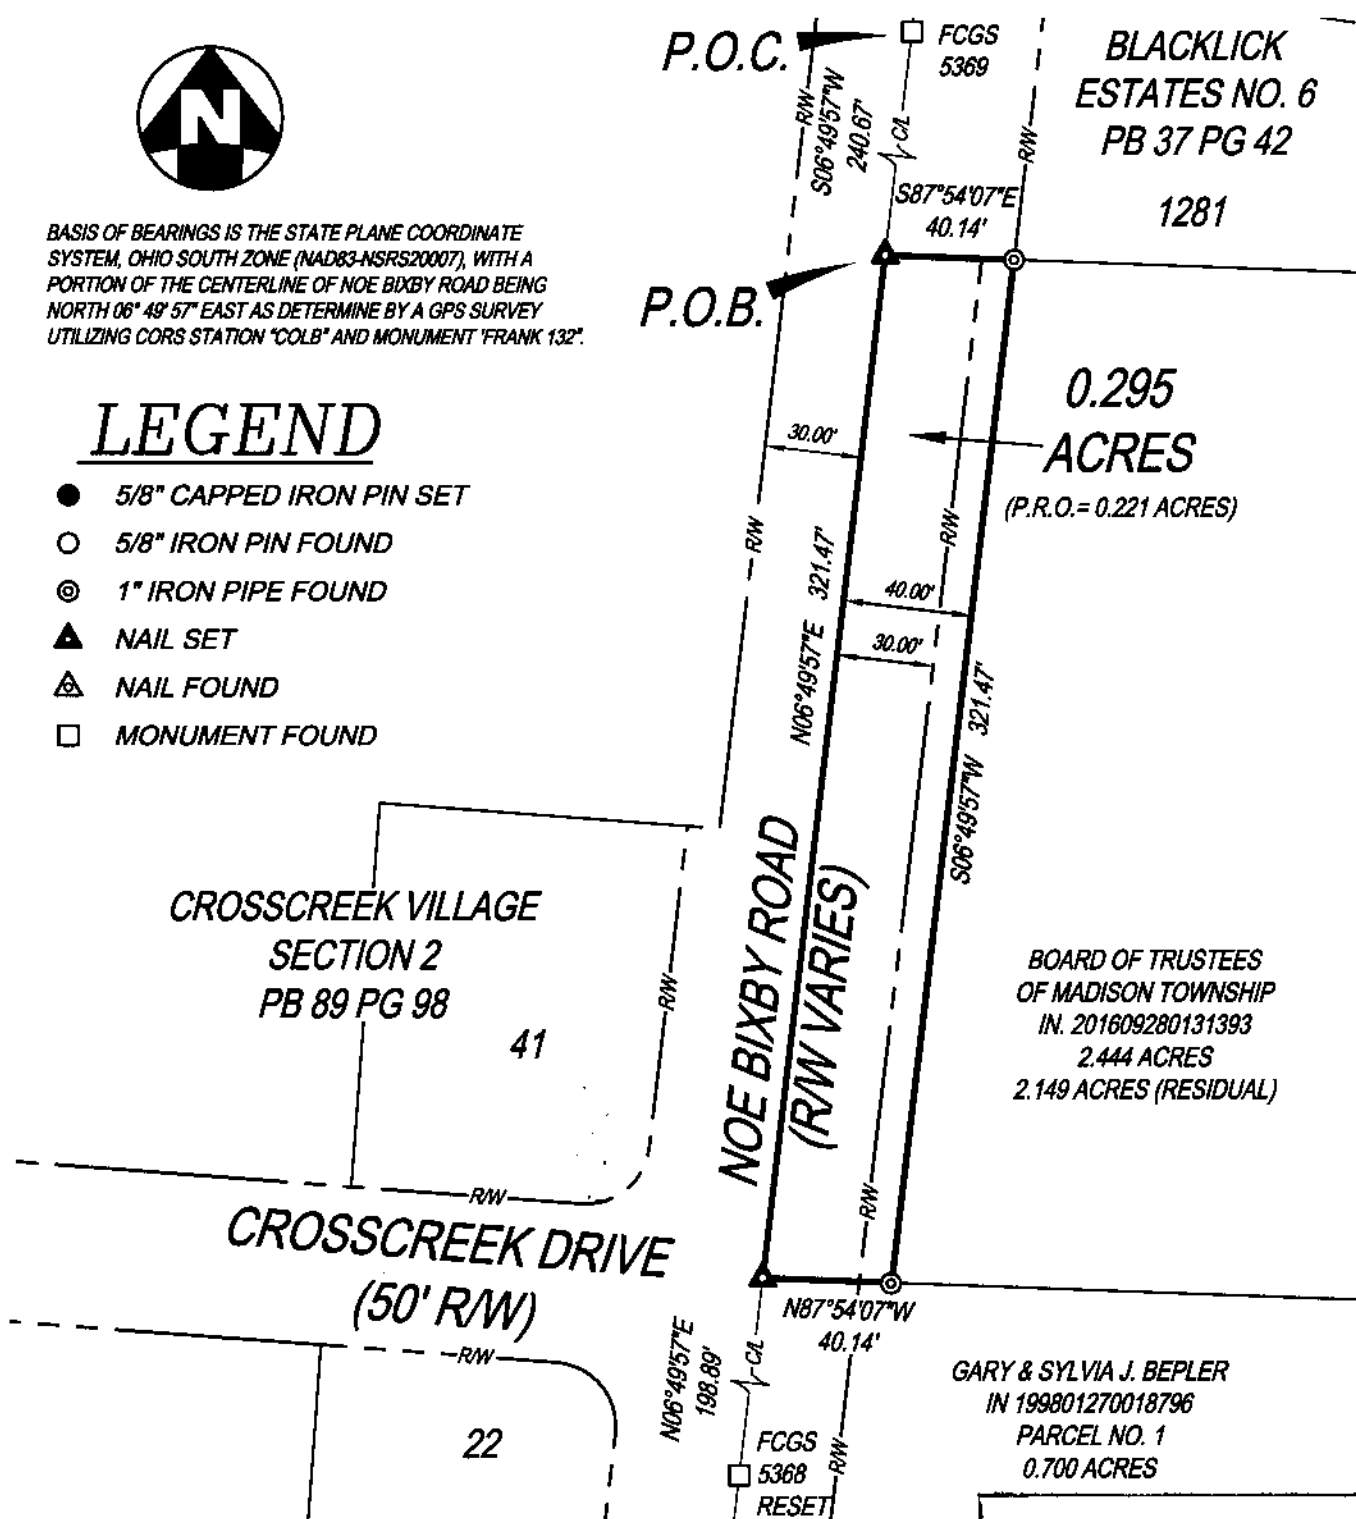 P.O.C.
FCGS
5369
BLACKLICK
ESTATES NO. 6
PB 37 PG 42
1281
N
R/W
S06°49'57"W
240.67'
C/L
R/W
S87°54'07"E
40.14'
BASIS OF BEARINGS IS THE STATE PLANE COORDINATE
SYSTEM, OHIO SOUTH ZONE (NAD83-NSRS20007), WITH A
PORTION OF THE CENTERLINE OF NOE BIXBY ROAD BEING
NORTH 06° 49' 57" EAST AS DETERMINE BY A GPS SURVEY
UTILIZING CORS STATION "COLB" AND MONUMENT "FRANK 132".
P.O.B.
LEGEND
5/8" CAPPED IRON PIN SET
5/8" IRON PIN FOUND
1" IRON PIPE FOUND
NAIL SET
NAIL FOUND
MONUMENT FOUND
0.295
ACRES
(P.R.O.= 0.221 ACRES)
30.00'
R/W
R/W
N06°49'57"E 321.47'
40.00'
30.00'
S06°49'57"W 321.47'
CROSSCREEK VILLAGE
SECTION 2
PB 89 PG 98
41
R/W
NOE BIXBY ROAD
(R/W VARIES)
BOARD OF TRUSTEES
OF MADISON TOWNSHIP
IN. 201609280131393
2.444 ACRES
2.149 ACRES (RESIDUAL)
R/W
R/W
CROSSCREEK DRIVE
(50' R/W)
R/W
N87°54'07"W
40.14'
N06°49'57"E
198.89'
C/L
22
FCGS
5368
RESET
R/W
GARY & SYLVIA J. BEPLER
IN 199801270018796
PARCEL NO. 1
0.700 ACRES